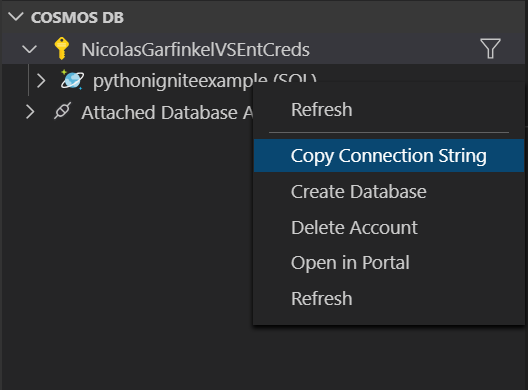 COSMOS DB
NicolasGarfinkelVSEntCreds
pythonigniteexample (SQL)
Attached Database A
Refresh
Copy Connection String
Create Database
Delete Account
Open in Portal
Refresh